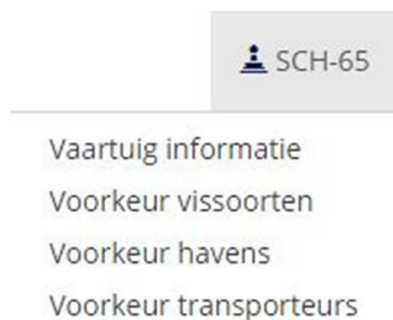 SCH-65
Vaartuig informatie
Voorkeur vissoorten
Voorkeur havens
Voorkeur transporteurs